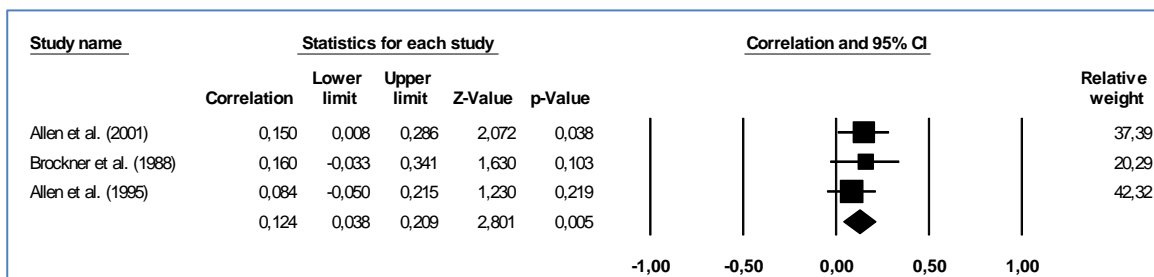 Study name Statistics for each study Correlation and 95% CI
Lower Upper Relative
Correlation limit limit Z-Value p-Value weight
Allen et al. (2001) 0,150 0,008 0,286 2,072 0,038 37,39
Brockner et al. (1988) 0,160 -0,033 0,341 1,630 0,103 20,29
Allen et al. (1995) 0,084 -0,050 0,215 1,230 0,219 42,32
0,124 0,038 0,209 2,801 0,005
-1,00 -0,50 0,00 0,50 1,00